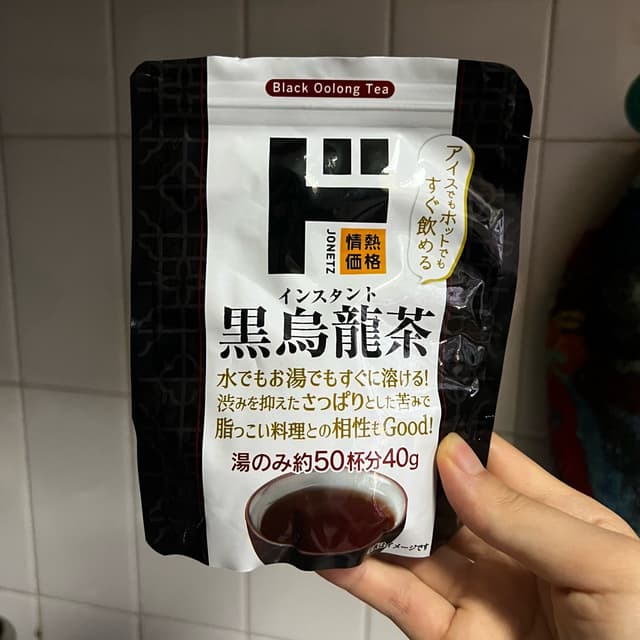 Black Oolong Tea
ド
JONETZ
情熱
価格
アイスでもホットでも
すぐ飲める
インスタント
黒烏龍茶
水でもお湯でもすぐに溶ける!
渋みを抑えたさっぱりとした苦みで
脂っこい料理との相性もGood!
湯のみ約50杯分40g
イメージです